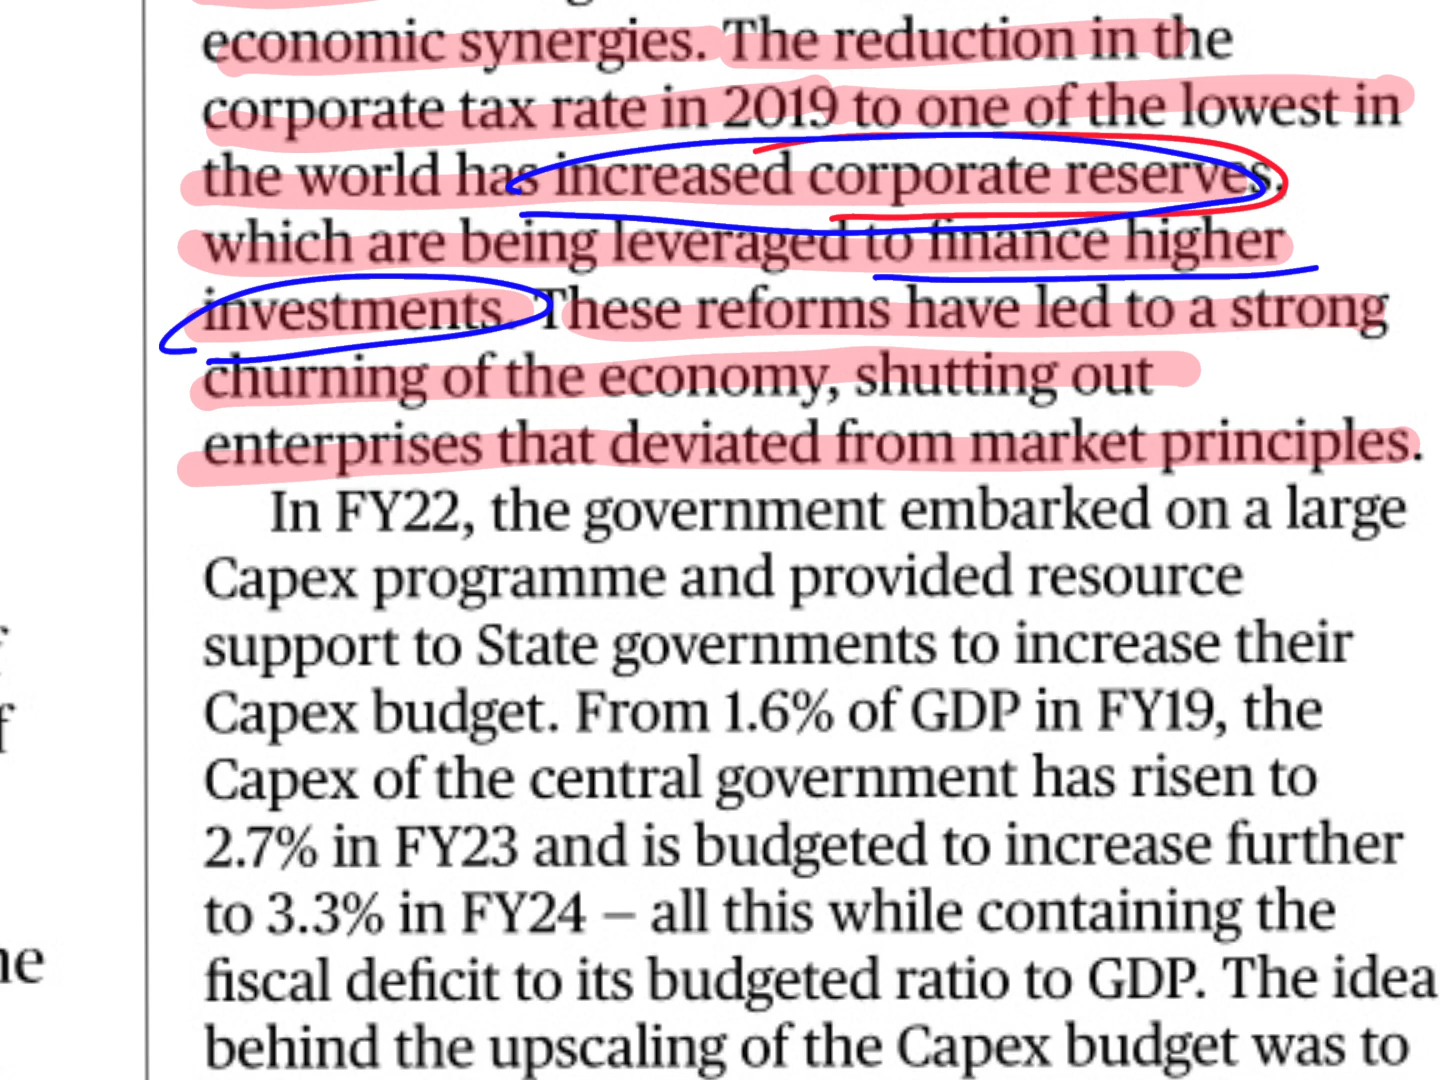 economic synergies. The reduction in the
corporate tax rate in 2019 to one of the lowest in
the world has increased corporate reserves,
which are being leveraged to finance higher
investments. These reforms have led to a strong
churning of the economy, shutting out
enterprises that deviated from market principles.
In FY22, the government embarked on a large
Capex programme and provided resource
support to State governments to increase their
Capex budget. From 1.6% of GDP in FY19, the
Capex of the central government has risen to
2.7% in FY23 and is budgeted to increase further
to 3.3% in FY24 – all this while containing the
fiscal deficit to its budgeted ratio to GDP. The idea
behind the upscaling of the Capex budget was to